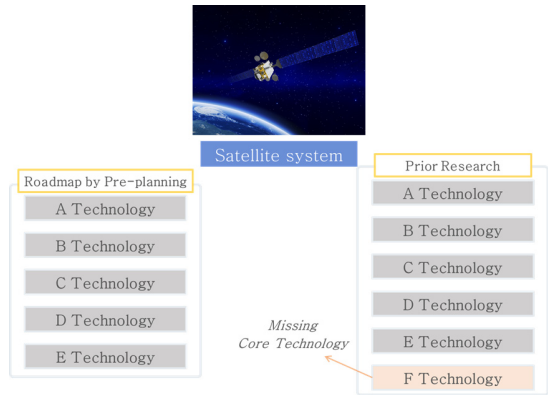 Satellite system
Roadmap by Pre-planning
A Technology
B Technology
C Technology
D Technology
E Technology
Prior Research
A Technology
B Technology
C Technology
D Technology
E Technology
F Technology
Missing
Core Technology